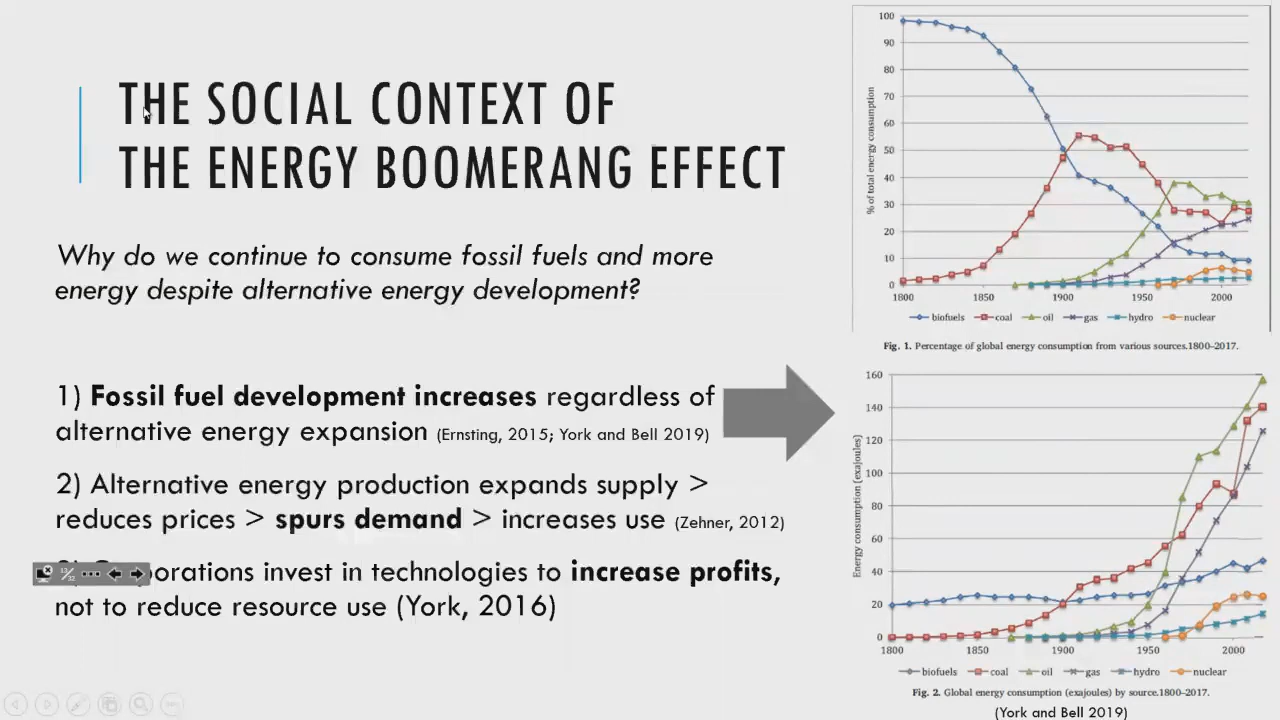 THE SOCIAL CONTEXT OF
THE ENERGY BOOMERANG EFFECT
Why do we continue to consume fossil fuels and more
energy despite alternative energy development?
1) Fossil fuel development increases regardless of
alternative energy expansion (Ernsting, 2015; York and Bell 2019)
2) Alternative energy production expands supply >
reduces prices > spurs demand > increases use (Zehner, 2012)
invest in technologies to increase profits,
not to reduce resource use (York, 2016)
100
90
80
70
60
50
40
30
20
10
0
% of total energy consumption
1800 1850 1900 1950 2000
biofuels coal oil gas hydro nuclear
Fig. 1. Percentage of global energy consumption from various sources.1800–2017.
160
140
120
100
80
60
40
20
0
Energy consumption (exajoules)
1800 1850 1900 1950 2000
biofuels coal oil gas hydro nuclear
Fig. 2. Global energy consumption (exajoules) by source.1800–2017.
(York and Bell 2019)